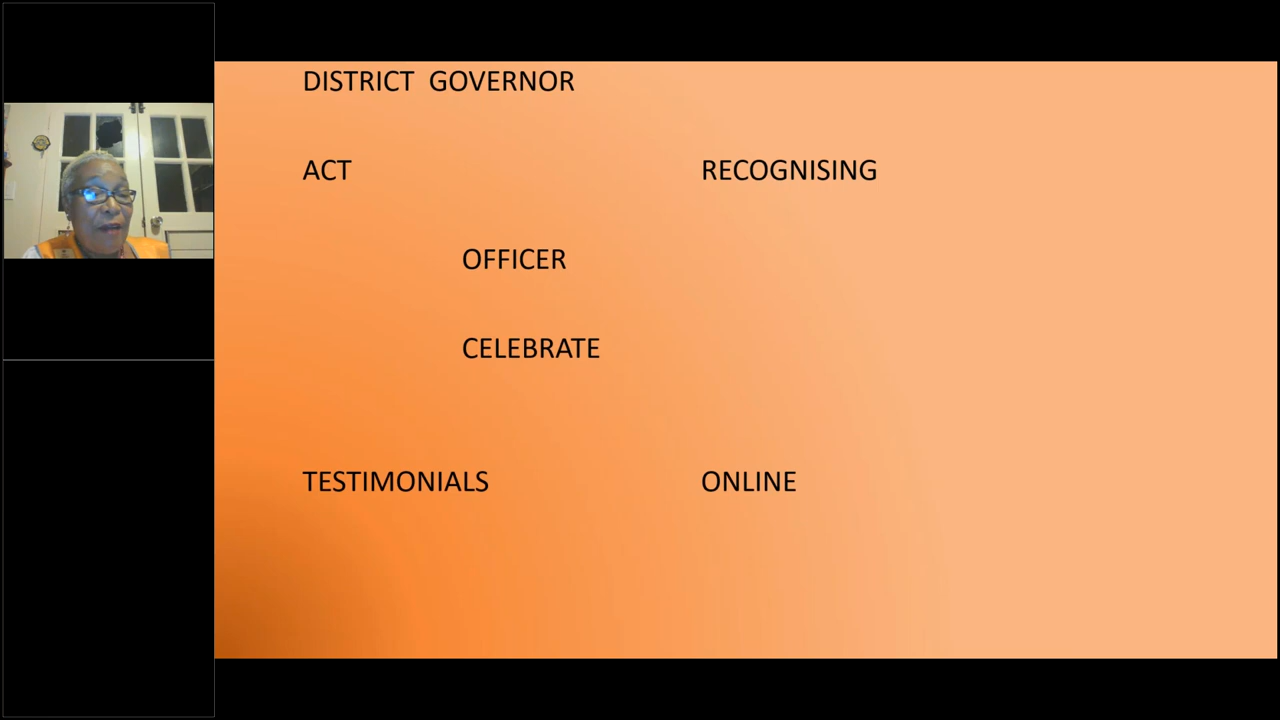 DISTRICT GOVERNOR
ACT RECOGNISING
OFFICER
CELEBRATE
TESTIMONIALS ONLINE